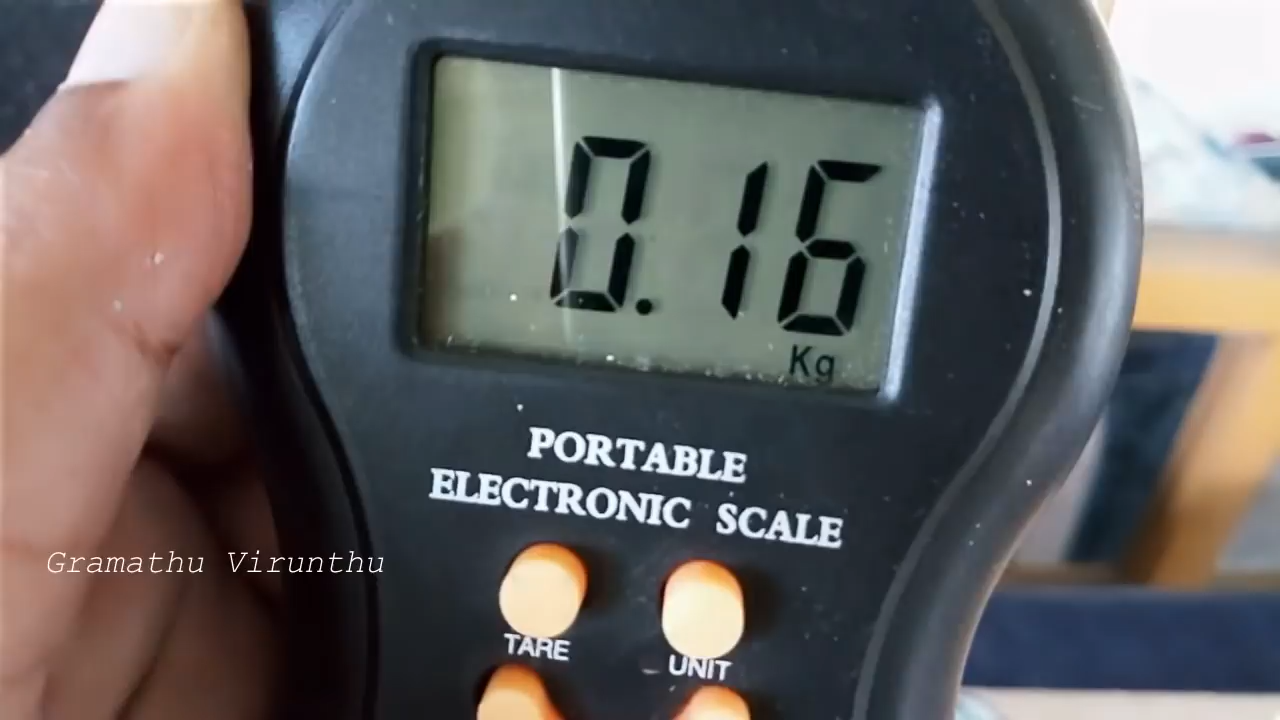 0.16
Kg
PORTABLE
ELECTRONIC SCALE
Gramathu Virunthu
TARE
UNIT